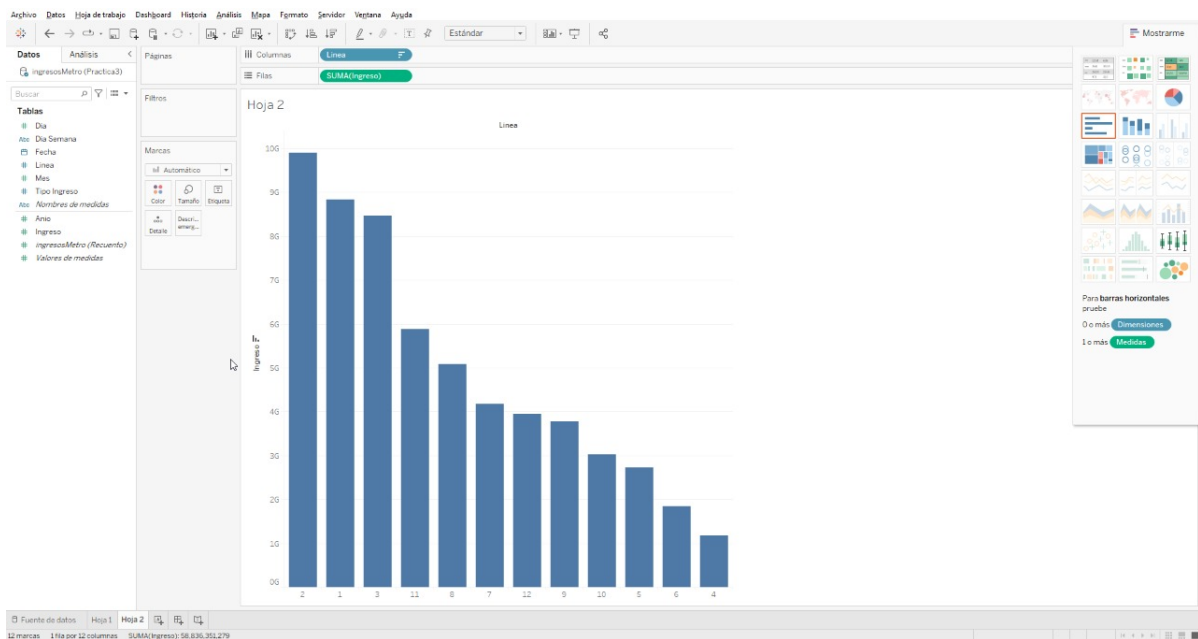 Archivo Datos Hoja de trabajo Dashboard Historia Análisis Mapa Formato Servidor Ventana Ayuda
Estándar
Mostrarme
Datos Análisis
ingresosMetro (Practica3)
Buscar
Tablas
Dia
Abc Dia Semana
Fecha
Linea
Mes
Tipo Ingreso
Abc Nombres de medidas
Anio
Ingreso
ingresosMetro (Recuento)
Valores de medidas
Páginas
Filtros
Marcas
Automático
Color Tamaño Etiqueta
Detalle Descri... emerg...
Columnas Linea
Filas SUMA(Ingreso)
Hoja 2
Linea
Ingreso
10G
9G
8G
7G
6G
5G
4G
3G
2G
1G
0G
2 1 3 11 8 7 12 9 10 5 6 4
Para barras horizontales
pruebe
0 o más Dimensiones
1 o más Medidas
Fuente de datos Hoja 1 Hoja 2
12 marcas 1 fila por 12 columnas SUMA(Ingreso): 58,836,351,279